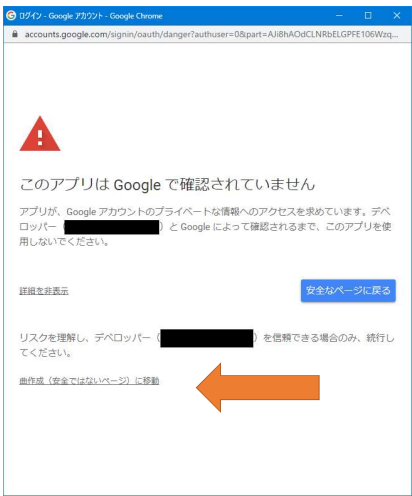 ログイン - Google アカウント - Google Chrome
accounts.google.com/signin/oauth/danger?authuser=0&part=AJi8hAOdCLNRbELGPFE106Wzq...
このアプリは Google で確認されていません
アプリが、Google アカウントのプライベートな情報へのアクセスを求めています。デベ
ロッパー（ ）と Google によって確認されるまで、このアプリを使
用しないでください。
詳細を非表示
安全なページに戻る
リスクを理解し、デベロッパー（ ）を信頼できる場合のみ、続行し
てください。
曲作成（安全ではないページ）に移動